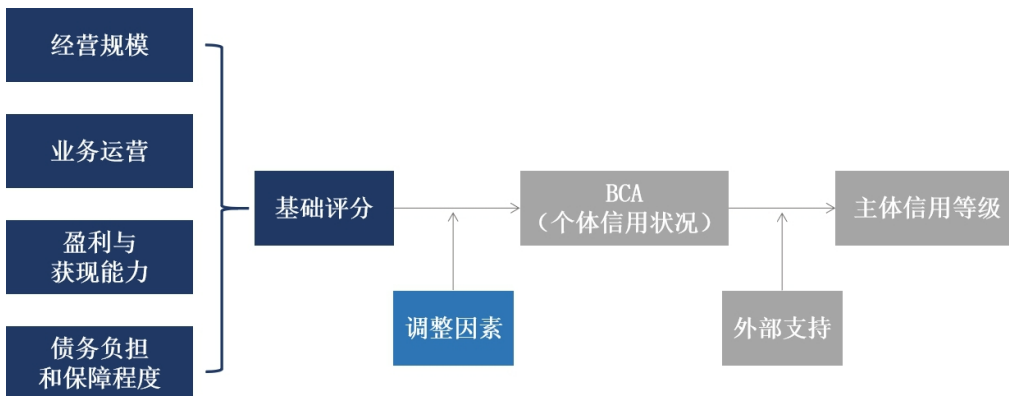 经营规模
业务运营
盈利与
获现能力
债务负担
和保障程度
基础评分
调整因素
BCA
（个体信用状况）
外部支持
主体信用等级